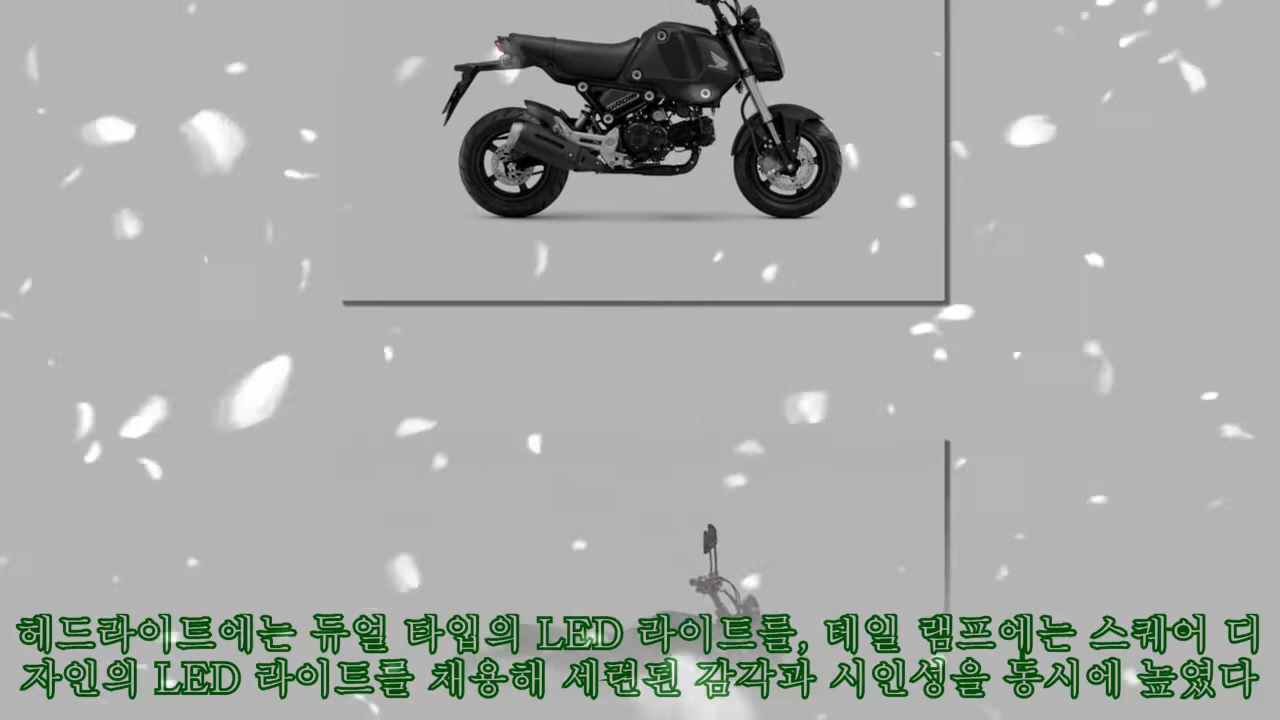 헤드라이트에는 듀얼 타입의 LED 라이트를, 테일 램프에는 스퀘어 디
자인의 LED 라이트를 채용해 세련된 감각과 시인성을 동시에 높였다